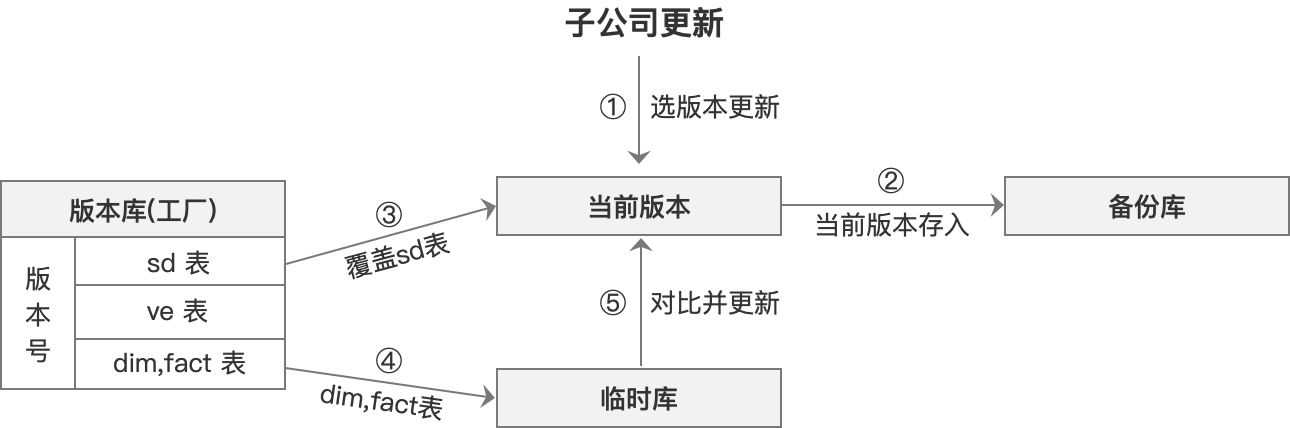 子公司更新
①
选版本更新
版本库(工厂)
版本号
sd 表
ve 表
dim,fact 表
③
覆盖sd表
当前版本
②
当前版本存入
备份库
④
dim,fact表
⑤
对比并更新
临时库